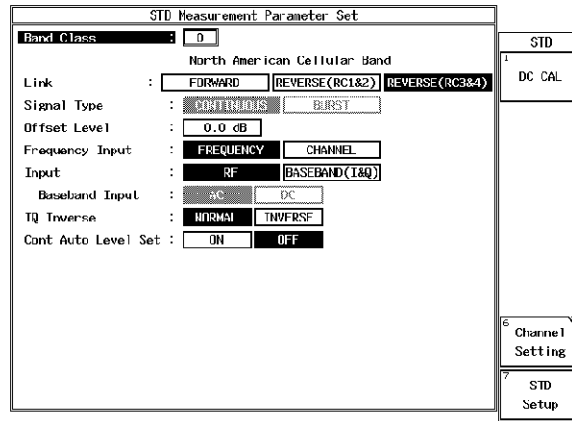 STD Measurement Parameter Set
Band Class : 0
North American Cellular Band
Link : FORWARD REVERSE(RC1&2) REVERSE(RC3&4)
Signal Type : CONTINUOUS BURST
Offset Level : 0.0 dB
Frequency Input : FREQUENCY CHANNEL
Input : RF BASEBAND(I&Q)
Baseband Input : AC DC
IQ Inverse : NORMAL INVERSE
Cont Auto Level Set : ON OFF
STD
1
DC CAL
6
Channel
Setting
7
STD
Setup